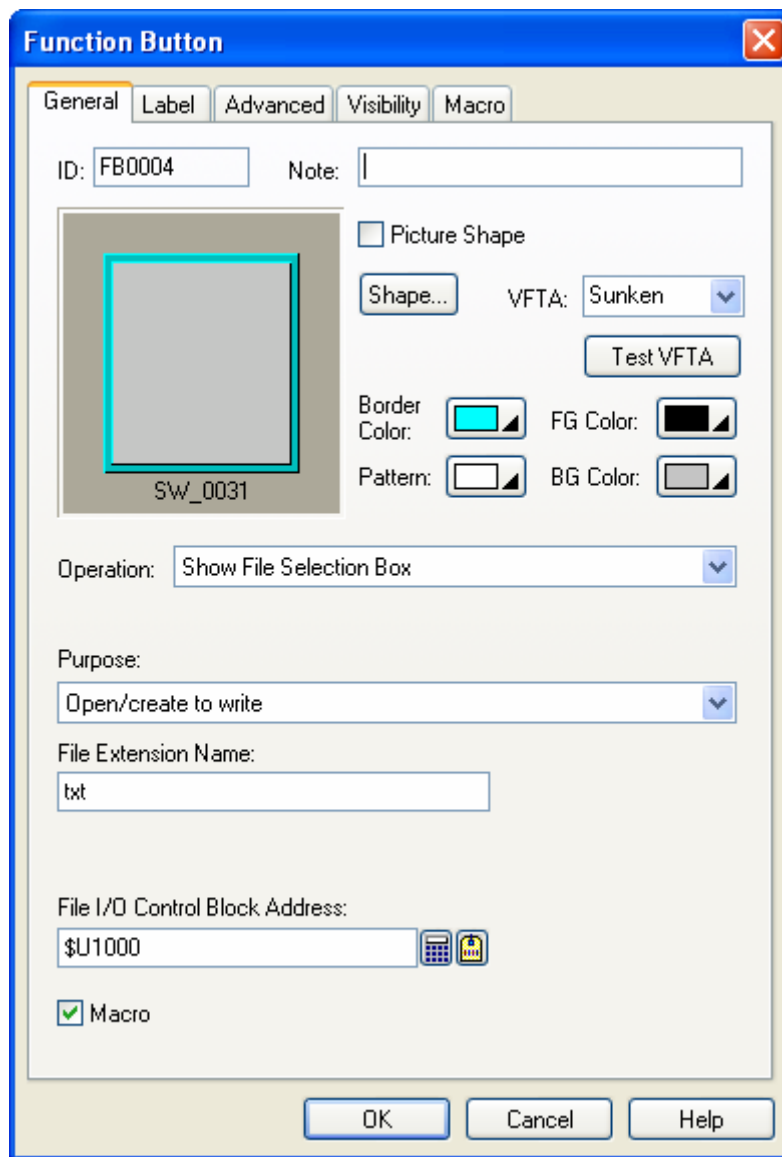 Function Button
General Label Advanced Visibility Macro
ID: FB0004 Note:
Picture Shape
Shape... VFTA: Sunken
Test VFTA
Border Color: FG Color:
Pattern: BG Color:
SW_0031
Operation: Show File Selection Box
Purpose:
Open/create to write
File Extension Name:
txt
File I/O Control Block Address:
$U1000
Macro
OK Cancel Help